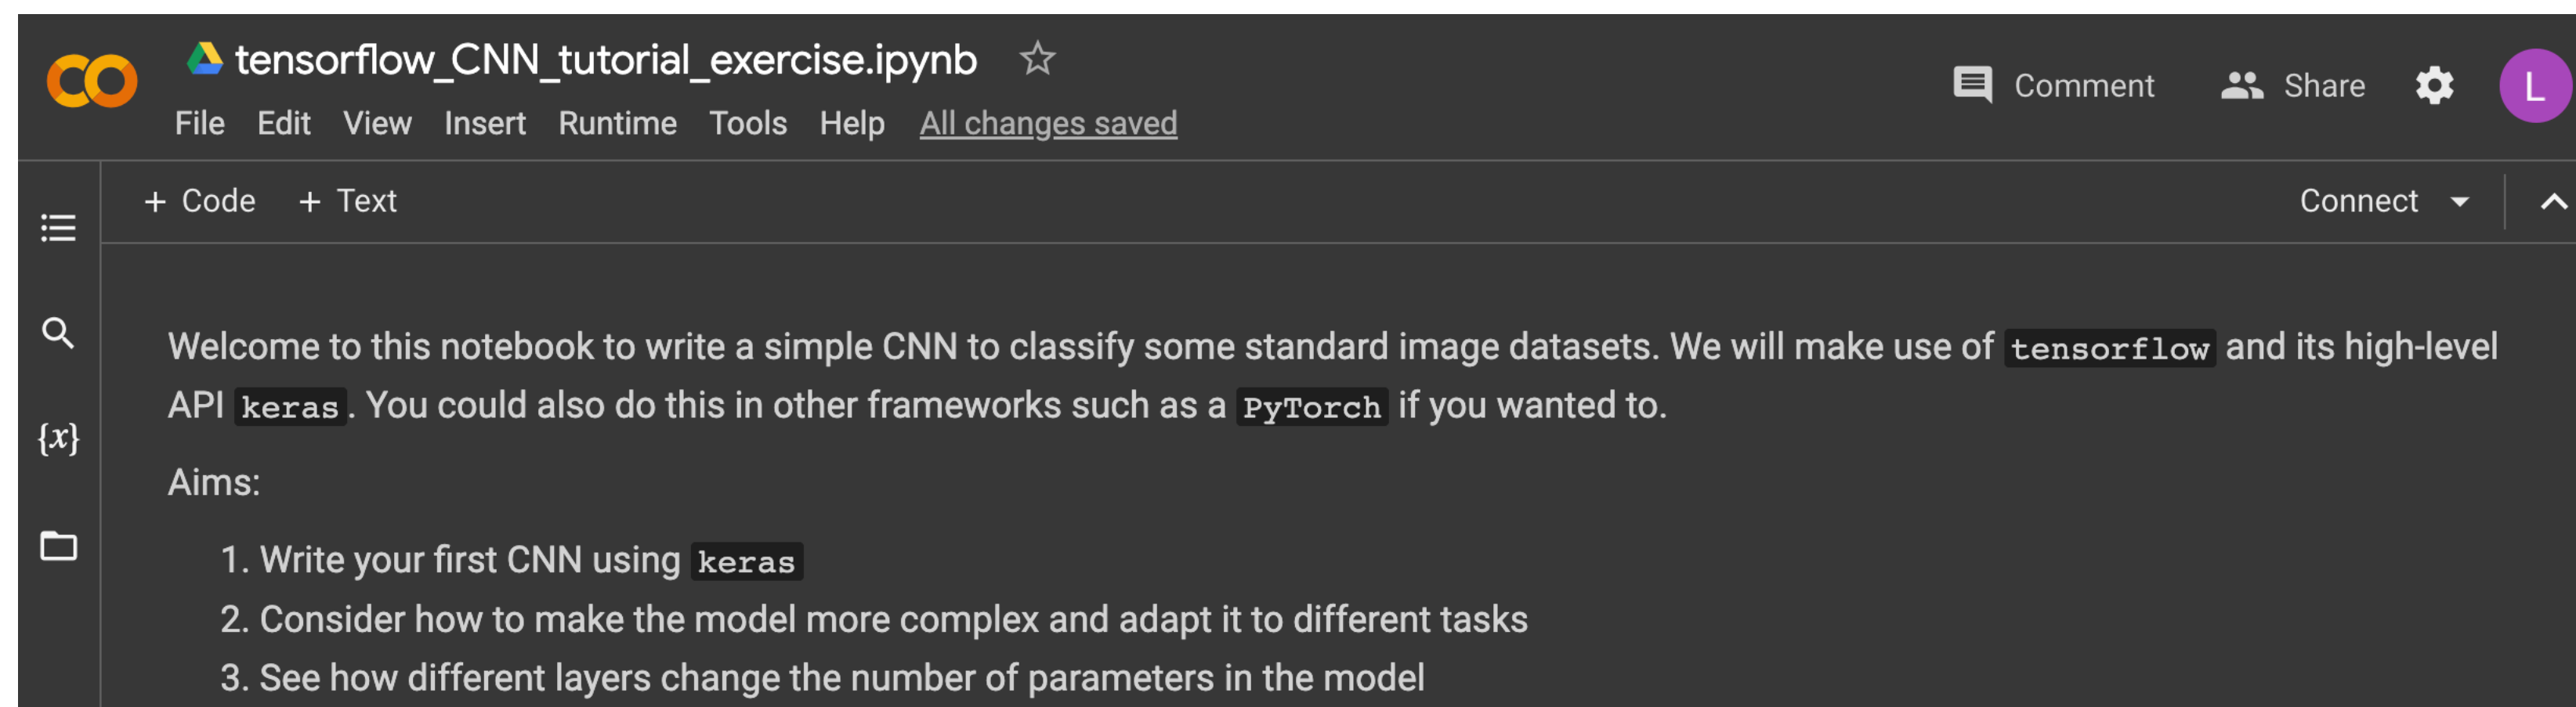 tensorflow_CNN_tutorial_exercise.ipynb
Comment
Share
L
File Edit View Insert Runtime Tools Help All changes saved
+ Code + Text
Connect
{x}
Welcome to this notebook to write a simple CNN to classify some standard image datasets. We will make use of tensorflow and its high-level
API keras. You could also do this in other frameworks such as a PyTorch if you wanted to.
Aims:
1. Write your first CNN using keras
2. Consider how to make the model more complex and adapt it to different tasks
3. See how different layers change the number of parameters in the model